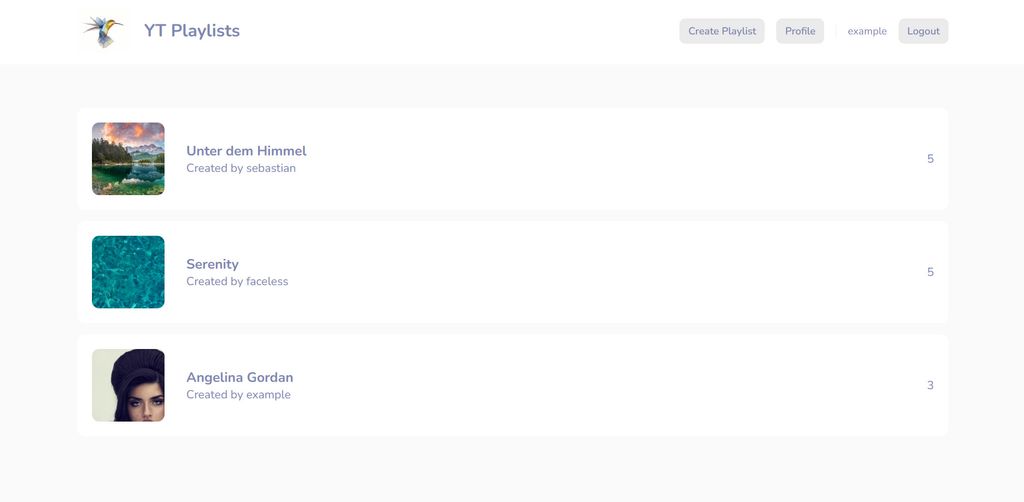 YT Playlists
Create Playlist
Profile
example
Logout
Unter dem Himmel
Created by sebastian
5
Serenity
Created by faceless
5
Angelina Gordan
Created by example
3